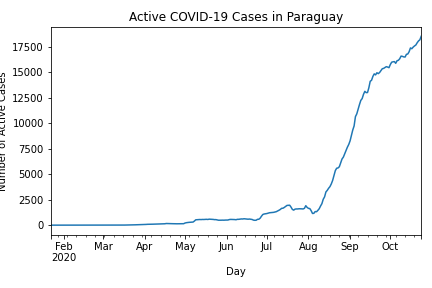 Active COVID-19 Cases in Paraguay
Number of Active Cases
17500
15000
12500
10000
7500
5000
2500
0
Feb Mar Apr May Jun Jul Aug Sep Oct
2020
Day